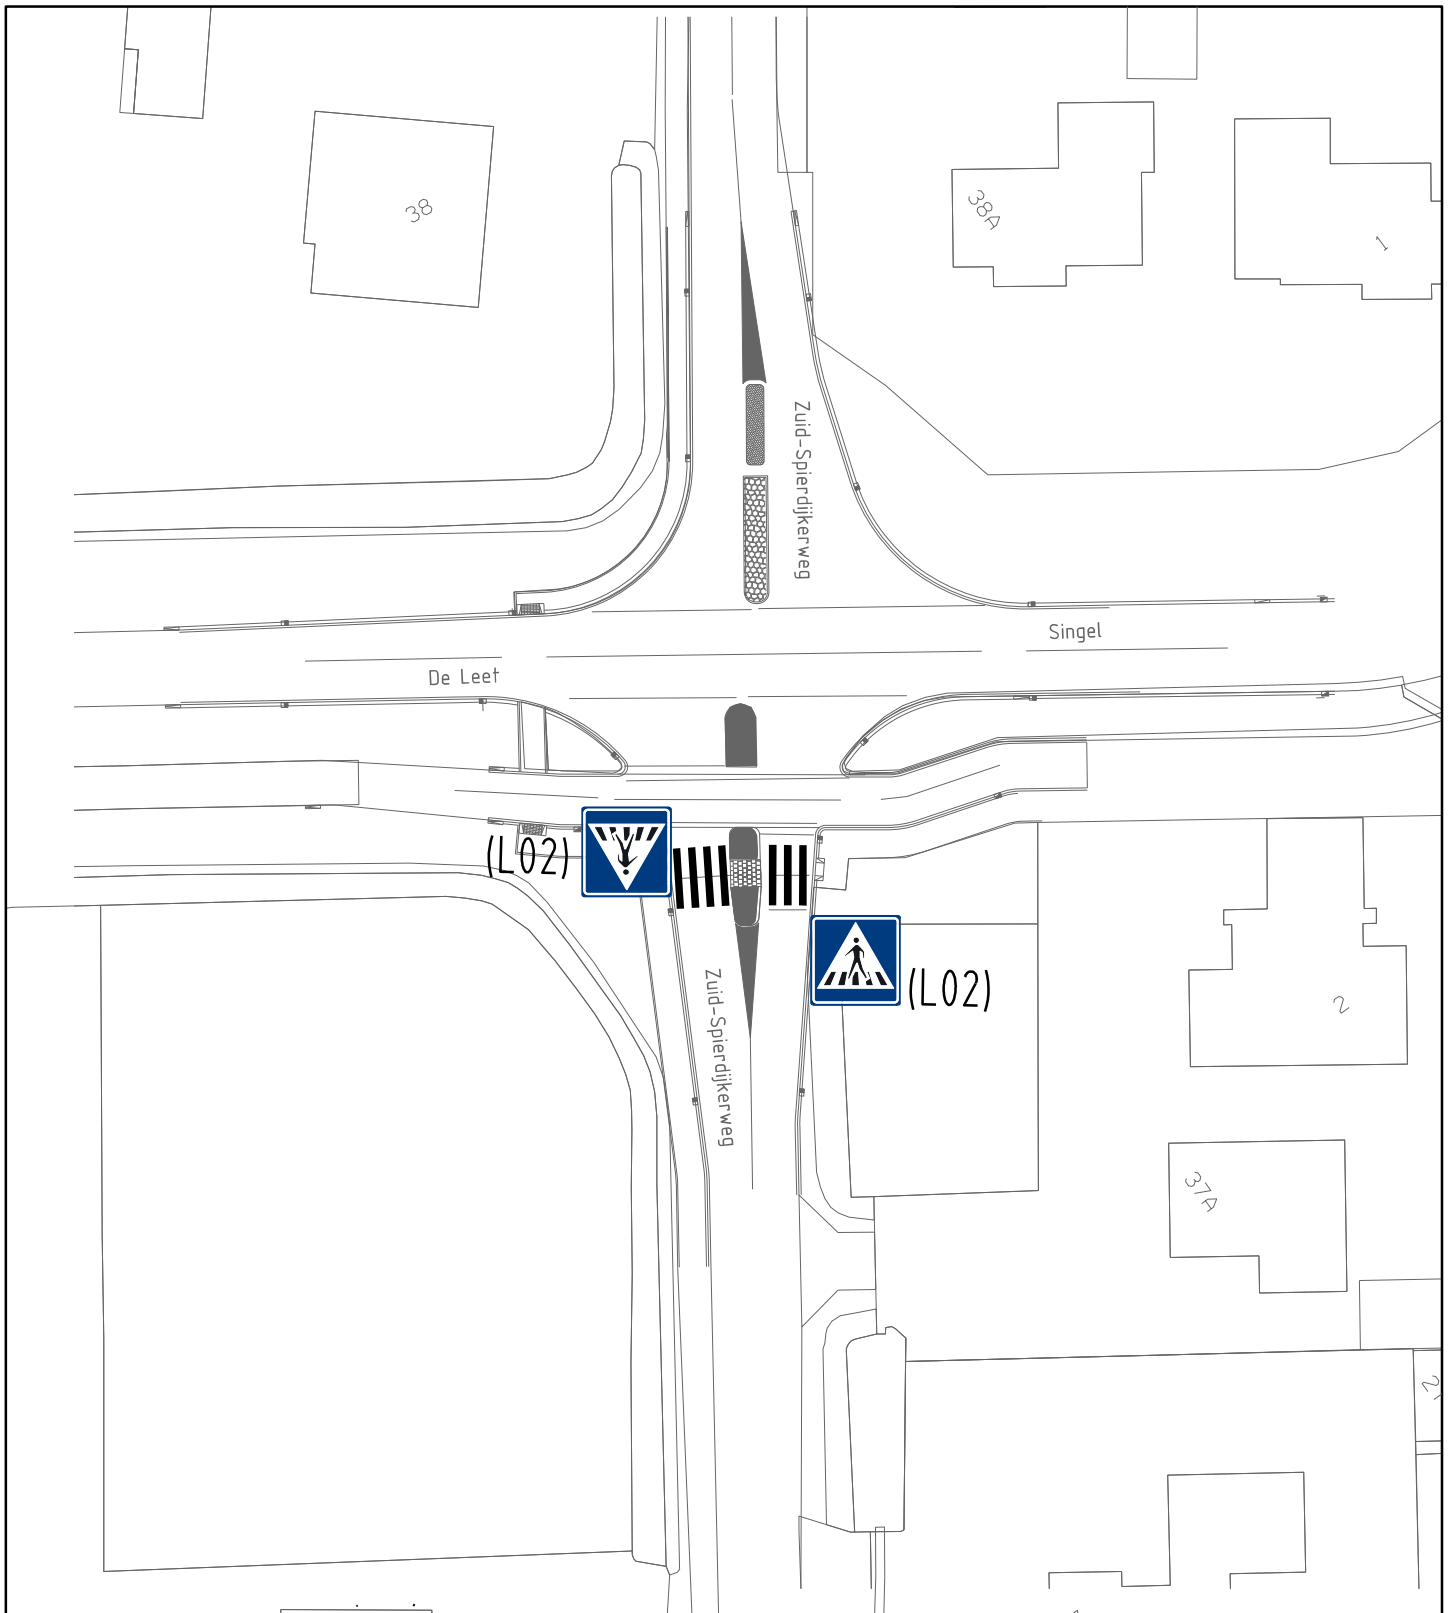 38
38A
1
Zuid-Spierdijkerweg
Singel
De Leet
(L02)
(L02)
Zuid-Spierdijkerweg
2
37A